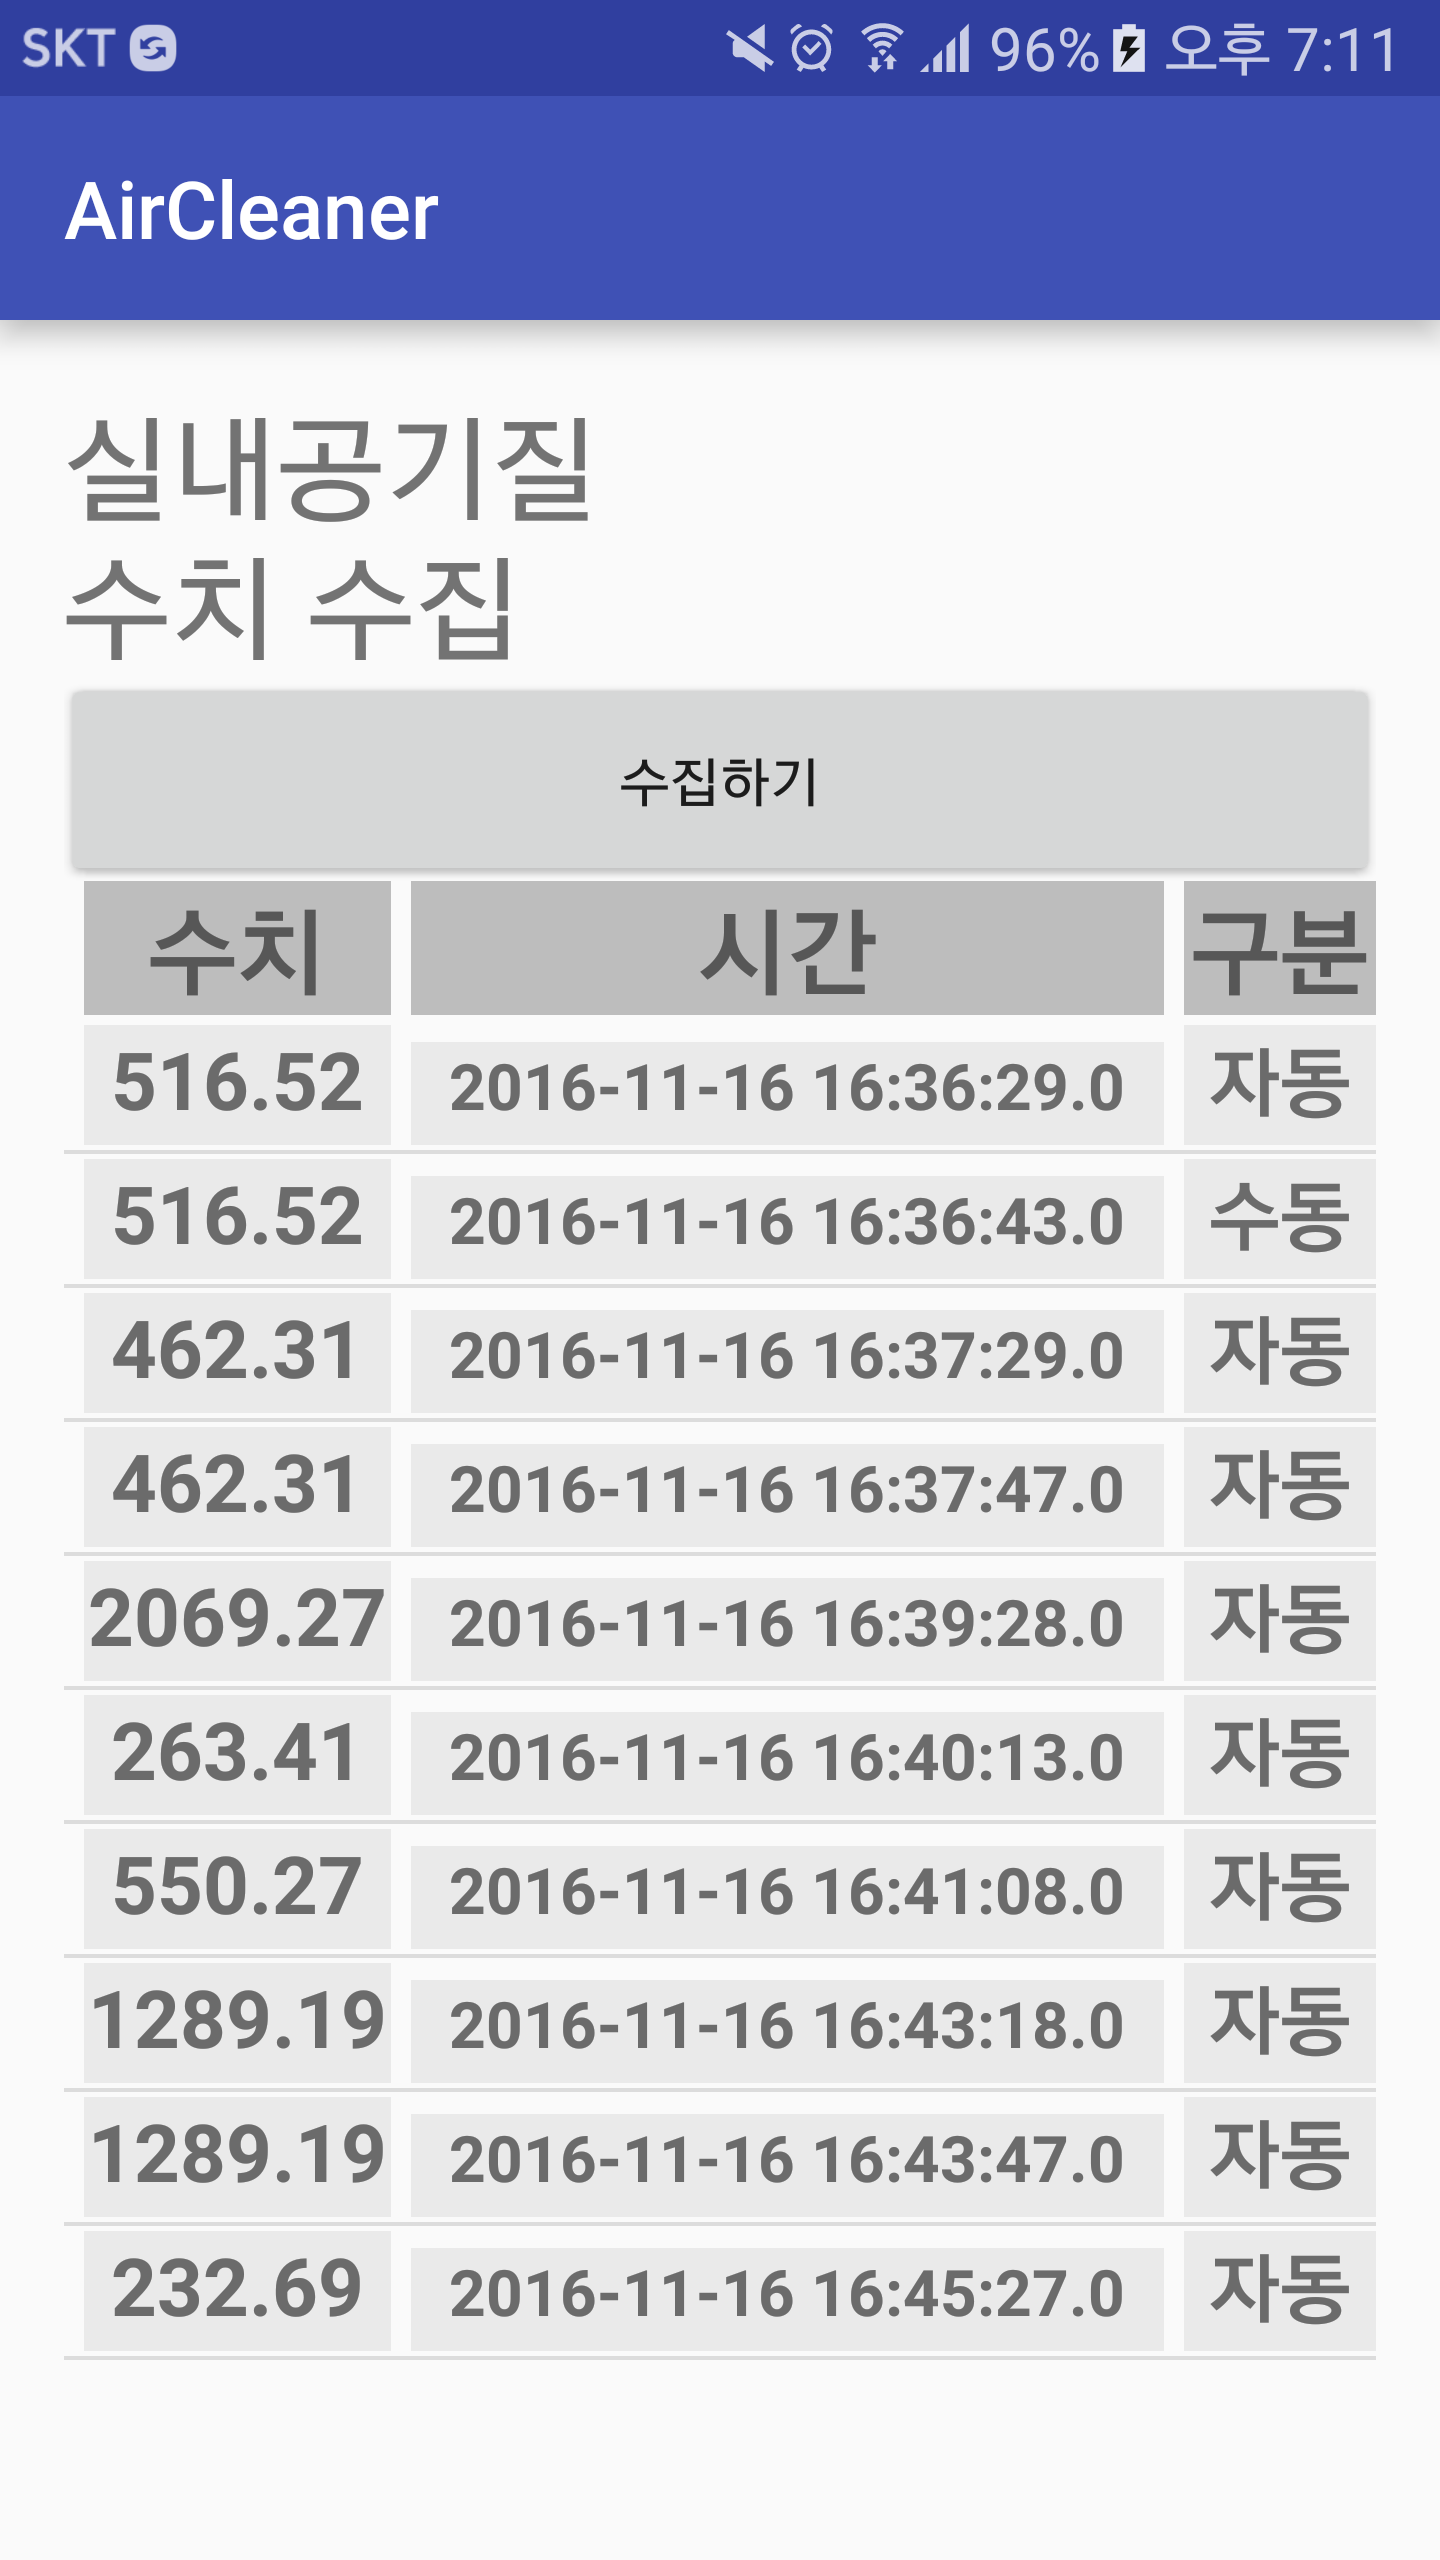 SKT 96% 오후 7:11
AirCleaner
실내공기질
수치 수집
수집하기
수치 시간 구분
516.52 2016-11-16 16:36:29.0 자동
516.52 2016-11-16 16:36:43.0 수동
462.31 2016-11-16 16:37:29.0 자동
462.31 2016-11-16 16:37:47.0 자동
2069.27 2016-11-16 16:39:28.0 자동
263.41 2016-11-16 16:40:13.0 자동
550.27 2016-11-16 16:41:08.0 자동
1289.19 2016-11-16 16:43:18.0 자동
1289.19 2016-11-16 16:43:47.0 자동
232.69 2016-11-16 16:45:27.0 자동